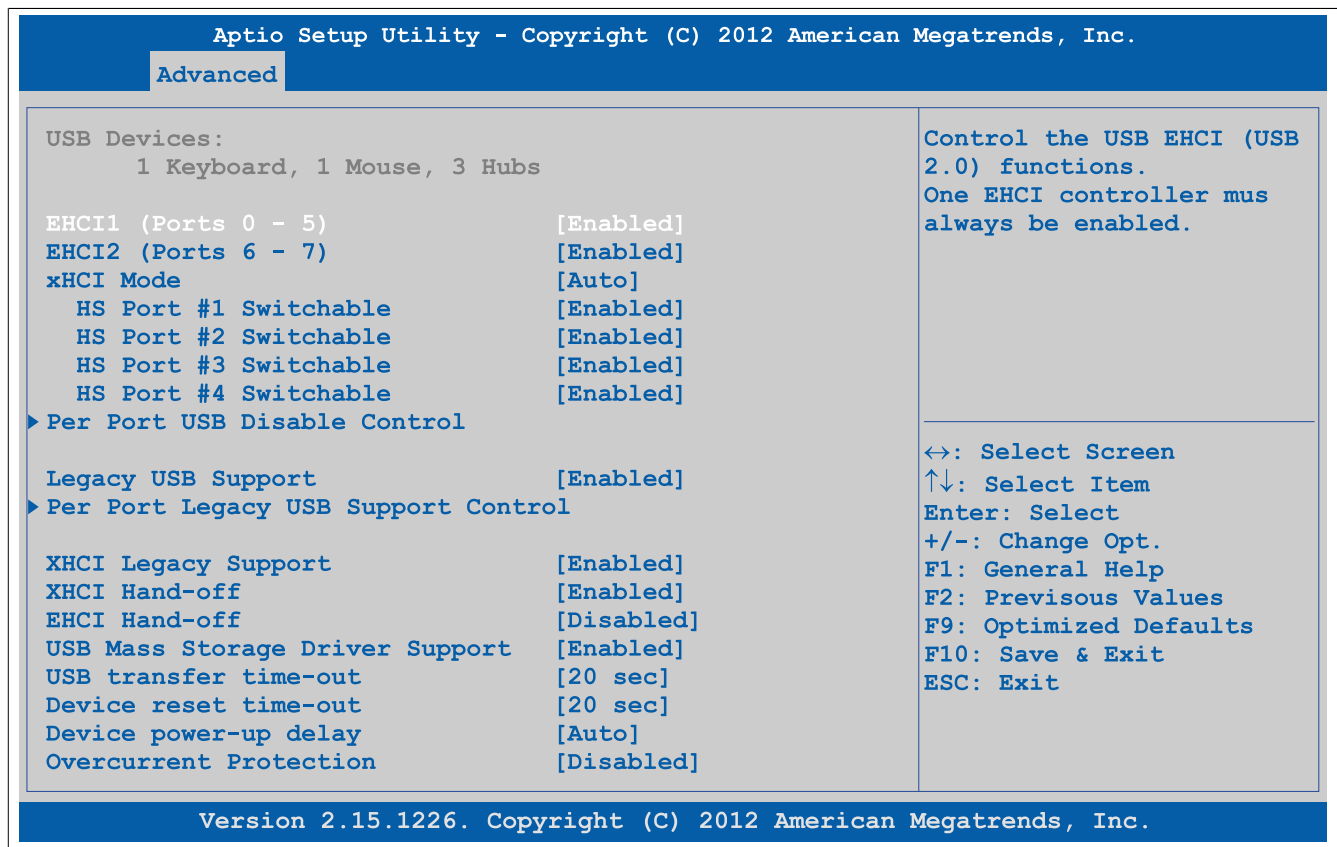 Aptio Setup Utility - Copyright (C) 2012 American Megatrends, Inc.
Advanced
USB Devices:
1 Keyboard, 1 Mouse, 3 Hubs
EHCI1 (Ports 0 - 5) [Enabled]
EHCI2 (Ports 6 - 7) [Enabled]
xHCI Mode [Auto]
HS Port #1 Switchable [Enabled]
HS Port #2 Switchable [Enabled]
HS Port #3 Switchable [Enabled]
HS Port #4 Switchable [Enabled]
Per Port USB Disable Control
Legacy USB Support [Enabled]
Per Port Legacy USB Support Control
XHCI Legacy Support [Enabled]
XHCI Hand-off [Enabled]
EHCI Hand-off [Disabled]
USB Mass Storage Driver Support [Enabled]
USB transfer time-out [20 sec]
Device reset time-out [20 sec]
Device power-up delay [Auto]
Overcurrent Protection [Disabled]
Control the USB EHCI (USB
2.0) functions.
One EHCI controller mus
always be enabled.
↔: Select Screen
↑↓: Select Item
Enter: Select
+/-: Change Opt.
F1: General Help
F2: Previsous Values
F9: Optimized Defaults
F10: Save & Exit
ESC: Exit
Version 2.15.1226. Copyright (C) 2012 American Megatrends, Inc.